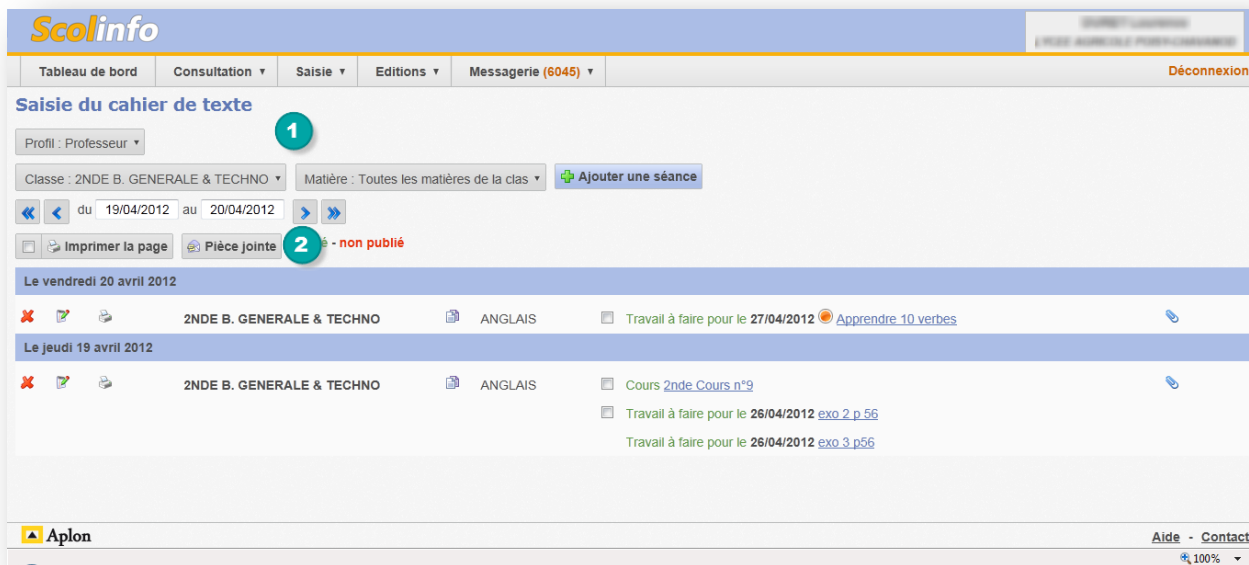 Scolinfo
Tableau de bord Consultation ▾ Saisie ▾ Editions ▾ Messagerie (6045) ▾ Déconnexion
Saisie du cahier de texte
1
Profil : Professeur ▾
Classe : 2NDE B. GENERALE & TECHNO ▾ Matière : Toutes les matières de la clas ▾ Ajouter une séance
du 19/04/2012 au 20/04/2012
Imprimer la page Pièce jointe 2 é - non publié
Le vendredi 20 avril 2012
2NDE B. GENERALE & TECHNO ANGLAIS Travail à faire pour le 27/04/2012 Apprendre 10 verbes
Le jeudi 19 avril 2012
2NDE B. GENERALE & TECHNO ANGLAIS Cours 2nde Cours n°9
Travail à faire pour le 26/04/2012 exo 2 p 56
Travail à faire pour le 26/04/2012 exo 3 p56
Aplon Aide - Contact
100% ▾